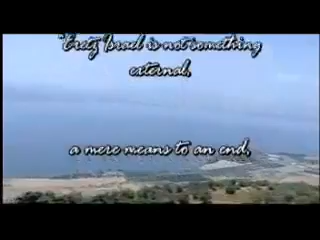 "Eretz Israel is not something
external,
a mere means to an end,